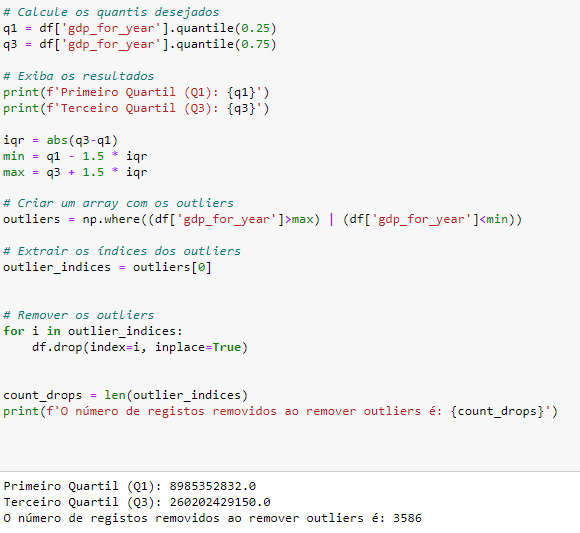 # Calcule os quantis desejados
q1 = df['gdp_for_year'].quantile(0.25)
q3 = df['gdp_for_year'].quantile(0.75)
# Exiba os resultados
print(f'Primeiro Quartil (Q1): {q1}')
print(f'Terceiro Quartil (Q3): {q3}')
iqr = abs(q3-q1)
min = q1 - 1.5 * iqr
max = q3 + 1.5 * iqr
# Criar um array com os outliers
outliers = np.where((df['gdp_for_year']>max) | (df['gdp_for_year']<min))
# Extrair os índices dos outliers
outlier_indices = outliers[0]
# Remover os outliers
for i in outlier_indices:
    df.drop(index=i, inplace=True)
count_drops = len(outlier_indices)
print(f'O número de registos removidos ao remover outliers é: {count_drops}')
Primeiro Quartil (Q1): 8985352832.0
Terceiro Quartil (Q3): 260202429150.0
O número de registos removidos ao remover outliers é: 3586